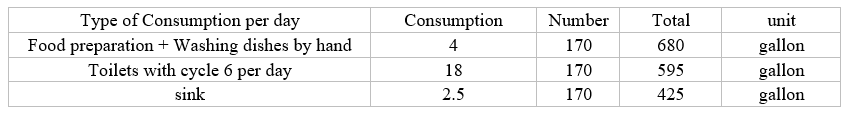 Type of Consumption per day Consumption Number Total unit
Food preparation + Washing dishes by hand 4 170 680 gallon
Toilets with cycle 6 per day 18 170 595 gallon
sink 2.5 170 425 gallon